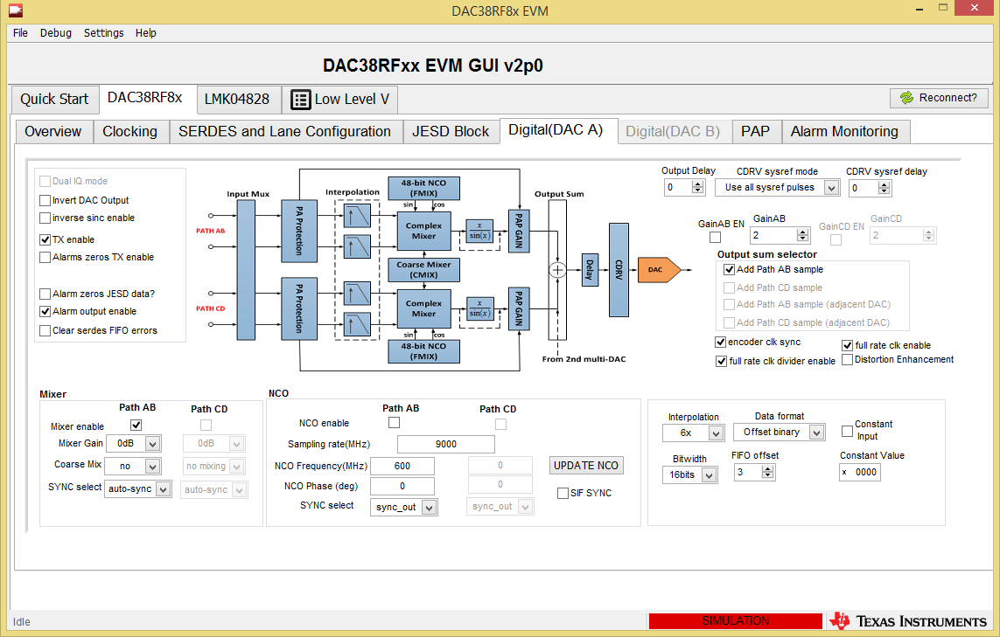 DAC38RF8x EVM
File Debug Settings Help
DAC38RFxx EVM GUI v2p0
Quick Start DAC38RF8x LMK04828 Low Level V Reconnect?
Overview Clocking SERDES and Lane Configuration JESD Block Digital(DAC A) Digital(DAC B) PAP Alarm Monitoring
Dual IQ mode
Invert DAC Output
inverse sinc enable
TX enable
Alarms zeros TX enable
Alarm zeros JESD data?
Alarm output enable
Clear serdes FIFO errors
Input Mux
PATH AB
PATH CD
PA Protection
PA Protection
Interpolation
48-bit NCO
(FMIX)
sin cos
Complex
Mixer
Coarse Mixer
(CMIX)
Complex
Mixer
sin cos
48-bit NCO
(FMIX)
x
sin(x)
x
sin(x)
PAP GAIN
PAP GAIN
Output Sum
From 2nd multi-DAC
Delay
CDRV
DAC
Output Delay CDRV sysref mode CDRV sysref delay
0 Use all sysref pulses 0
GainAB EN GainAB GainCD EN GainCD
2 2
Output sum selector
Add Path AB sample
Add Path CD sample
Add Path AB sample (adjacent DAC)
Add Path CD sample (adjacent DAC)
encoder clk sync full rate clk enable
full rate clk divider enable Distortion Enhancement
Mixer
Path AB Path CD
Mixer enable
Mixer Gain 0dB 0dB
Coarse Mix no no mixing
SYNC select auto-sync auto-sync
NCO
Path AB Path CD
NCO enable
Sampling rate(MHz) 9000
NCO Frequency(MHz) 600 0 UPDATE NCO
NCO Phase (deg) 0 0
SIF SYNC
SYNC select sync_out sync_out
Interpolation Data format
6x Offset binary
Constant
Input
Bitwidth FIFO offset Constant Value
16bits 3 x 0000
Idle SIMULATION TEXAS INSTRUMENTS